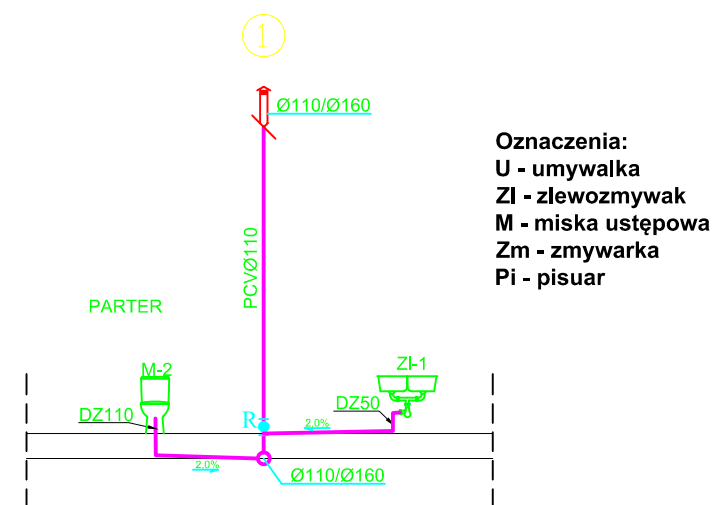 1
Ø110/Ø160
Oznaczenia:
U - umywalka
Zl - zlewozmywak
M - miska ustępowa
Zm - zmywarka
Pi - pisuar
PCVØ110
PARTER
M-2
Zl-1
DZ110
DZ50
R
2,0%
2,0%
Ø110/Ø160